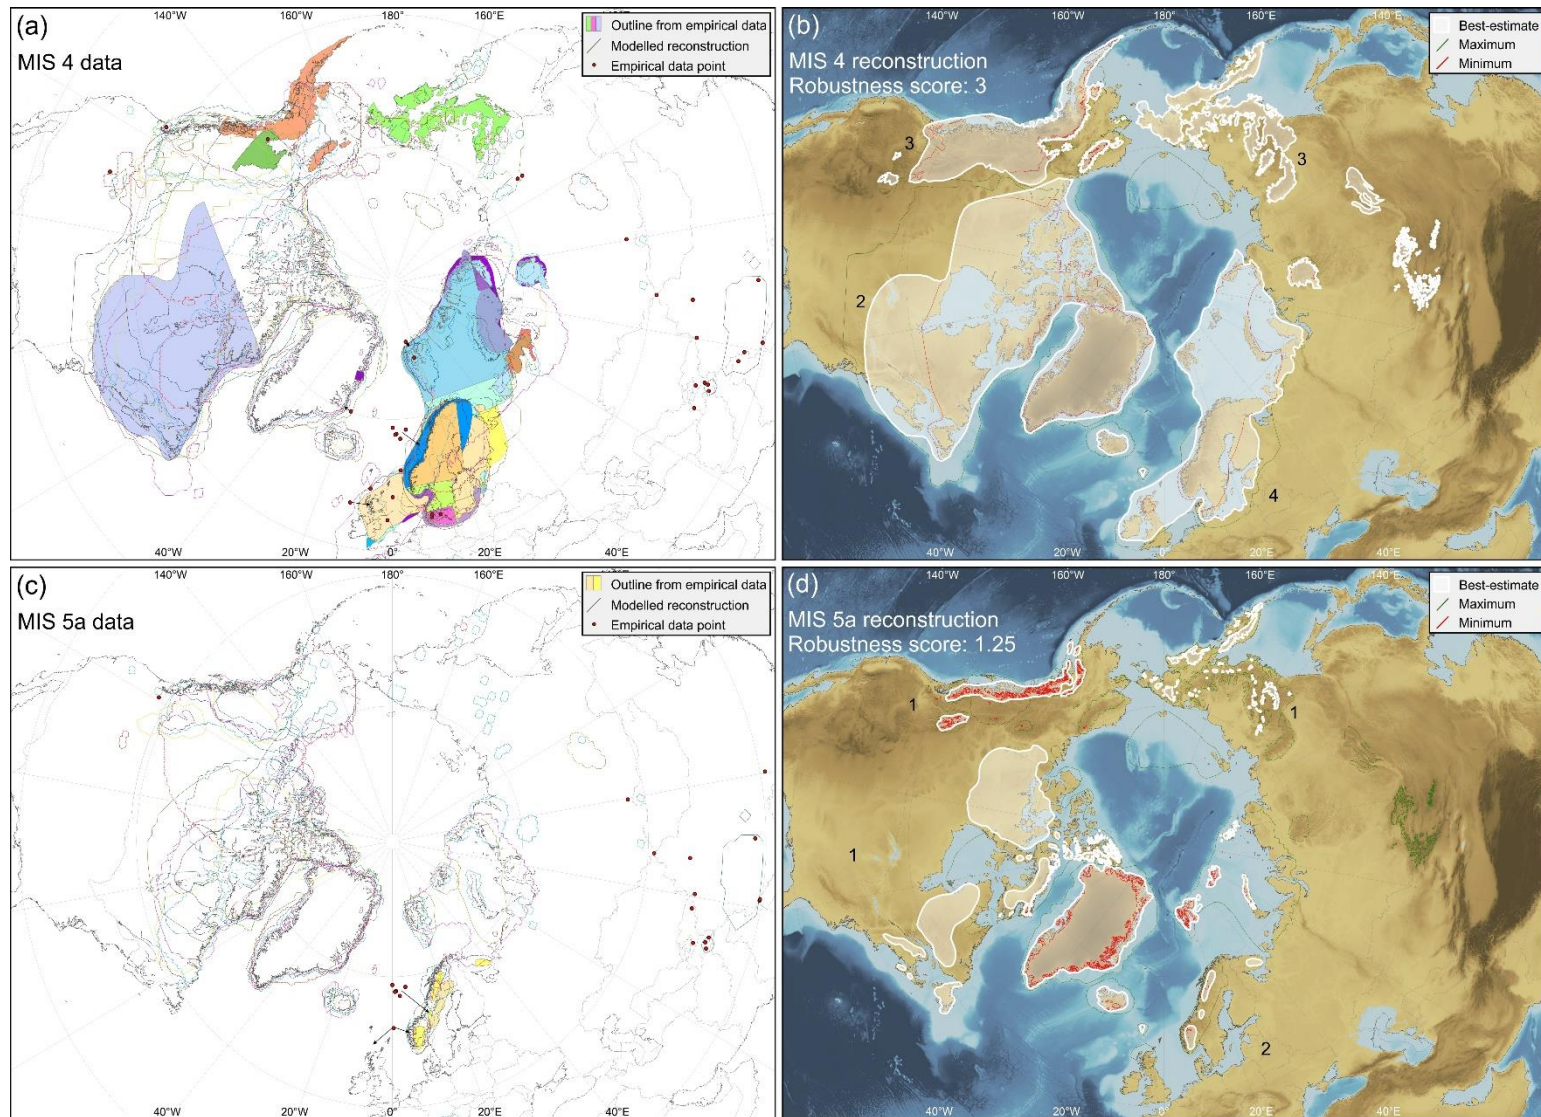 (a)
MIS 4 data
160°W
180°W
160°E
Outline from empirical data
Modelled reconstruction
Empirical data point
40°W
20°W
0°
20°E
40°E
(b)
MIS 4 reconstruction
Robustness score: 3
140°W
160°W
180°W
160°E
Best-estimate
Maximum
Minimum
3
3
2
4
40°W
20°W
0°
20°E
40°E
(c)
MIS 5a data
140°W
160°W
180°W
160°E
Outline from empirical data
Modelled reconstruction
Empirical data point
40°W
20°W
0°
20°E
40°E
(d)
MIS 5a reconstruction
Robustness score: 1.25
140°W
160°W
180°W
160°E
Best-estimate
Maximum
Minimum
1
1
1
2
40°W
20°W
0°
20°E
40°E